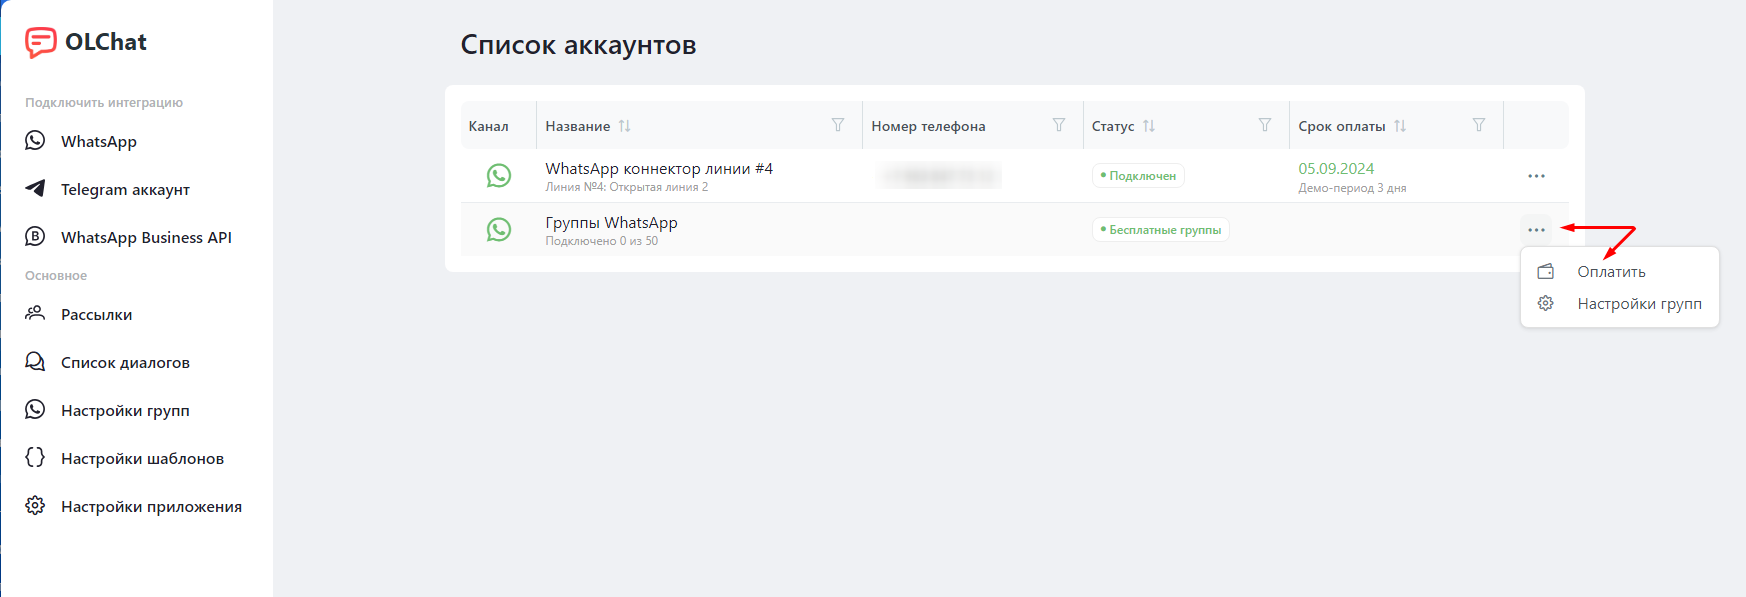 OLChat
Подключить интеграцию
WhatsApp
Telegram аккаунт
WhatsApp Business API
Основное
Рассылки
Список диалогов
Настройки групп
Настройки шаблонов
Настройки приложения
Список аккаунтов
Канал Название Номер телефона Статус Срок оплаты
WhatsApp коннектор линии #4
Линия №4: Открытая линия 2
Подключен
05.09.2024
Демо-период 3 дня
Группы WhatsApp
Подключено 0 из 50
Бесплатные группы
Оплатить
Настройки групп